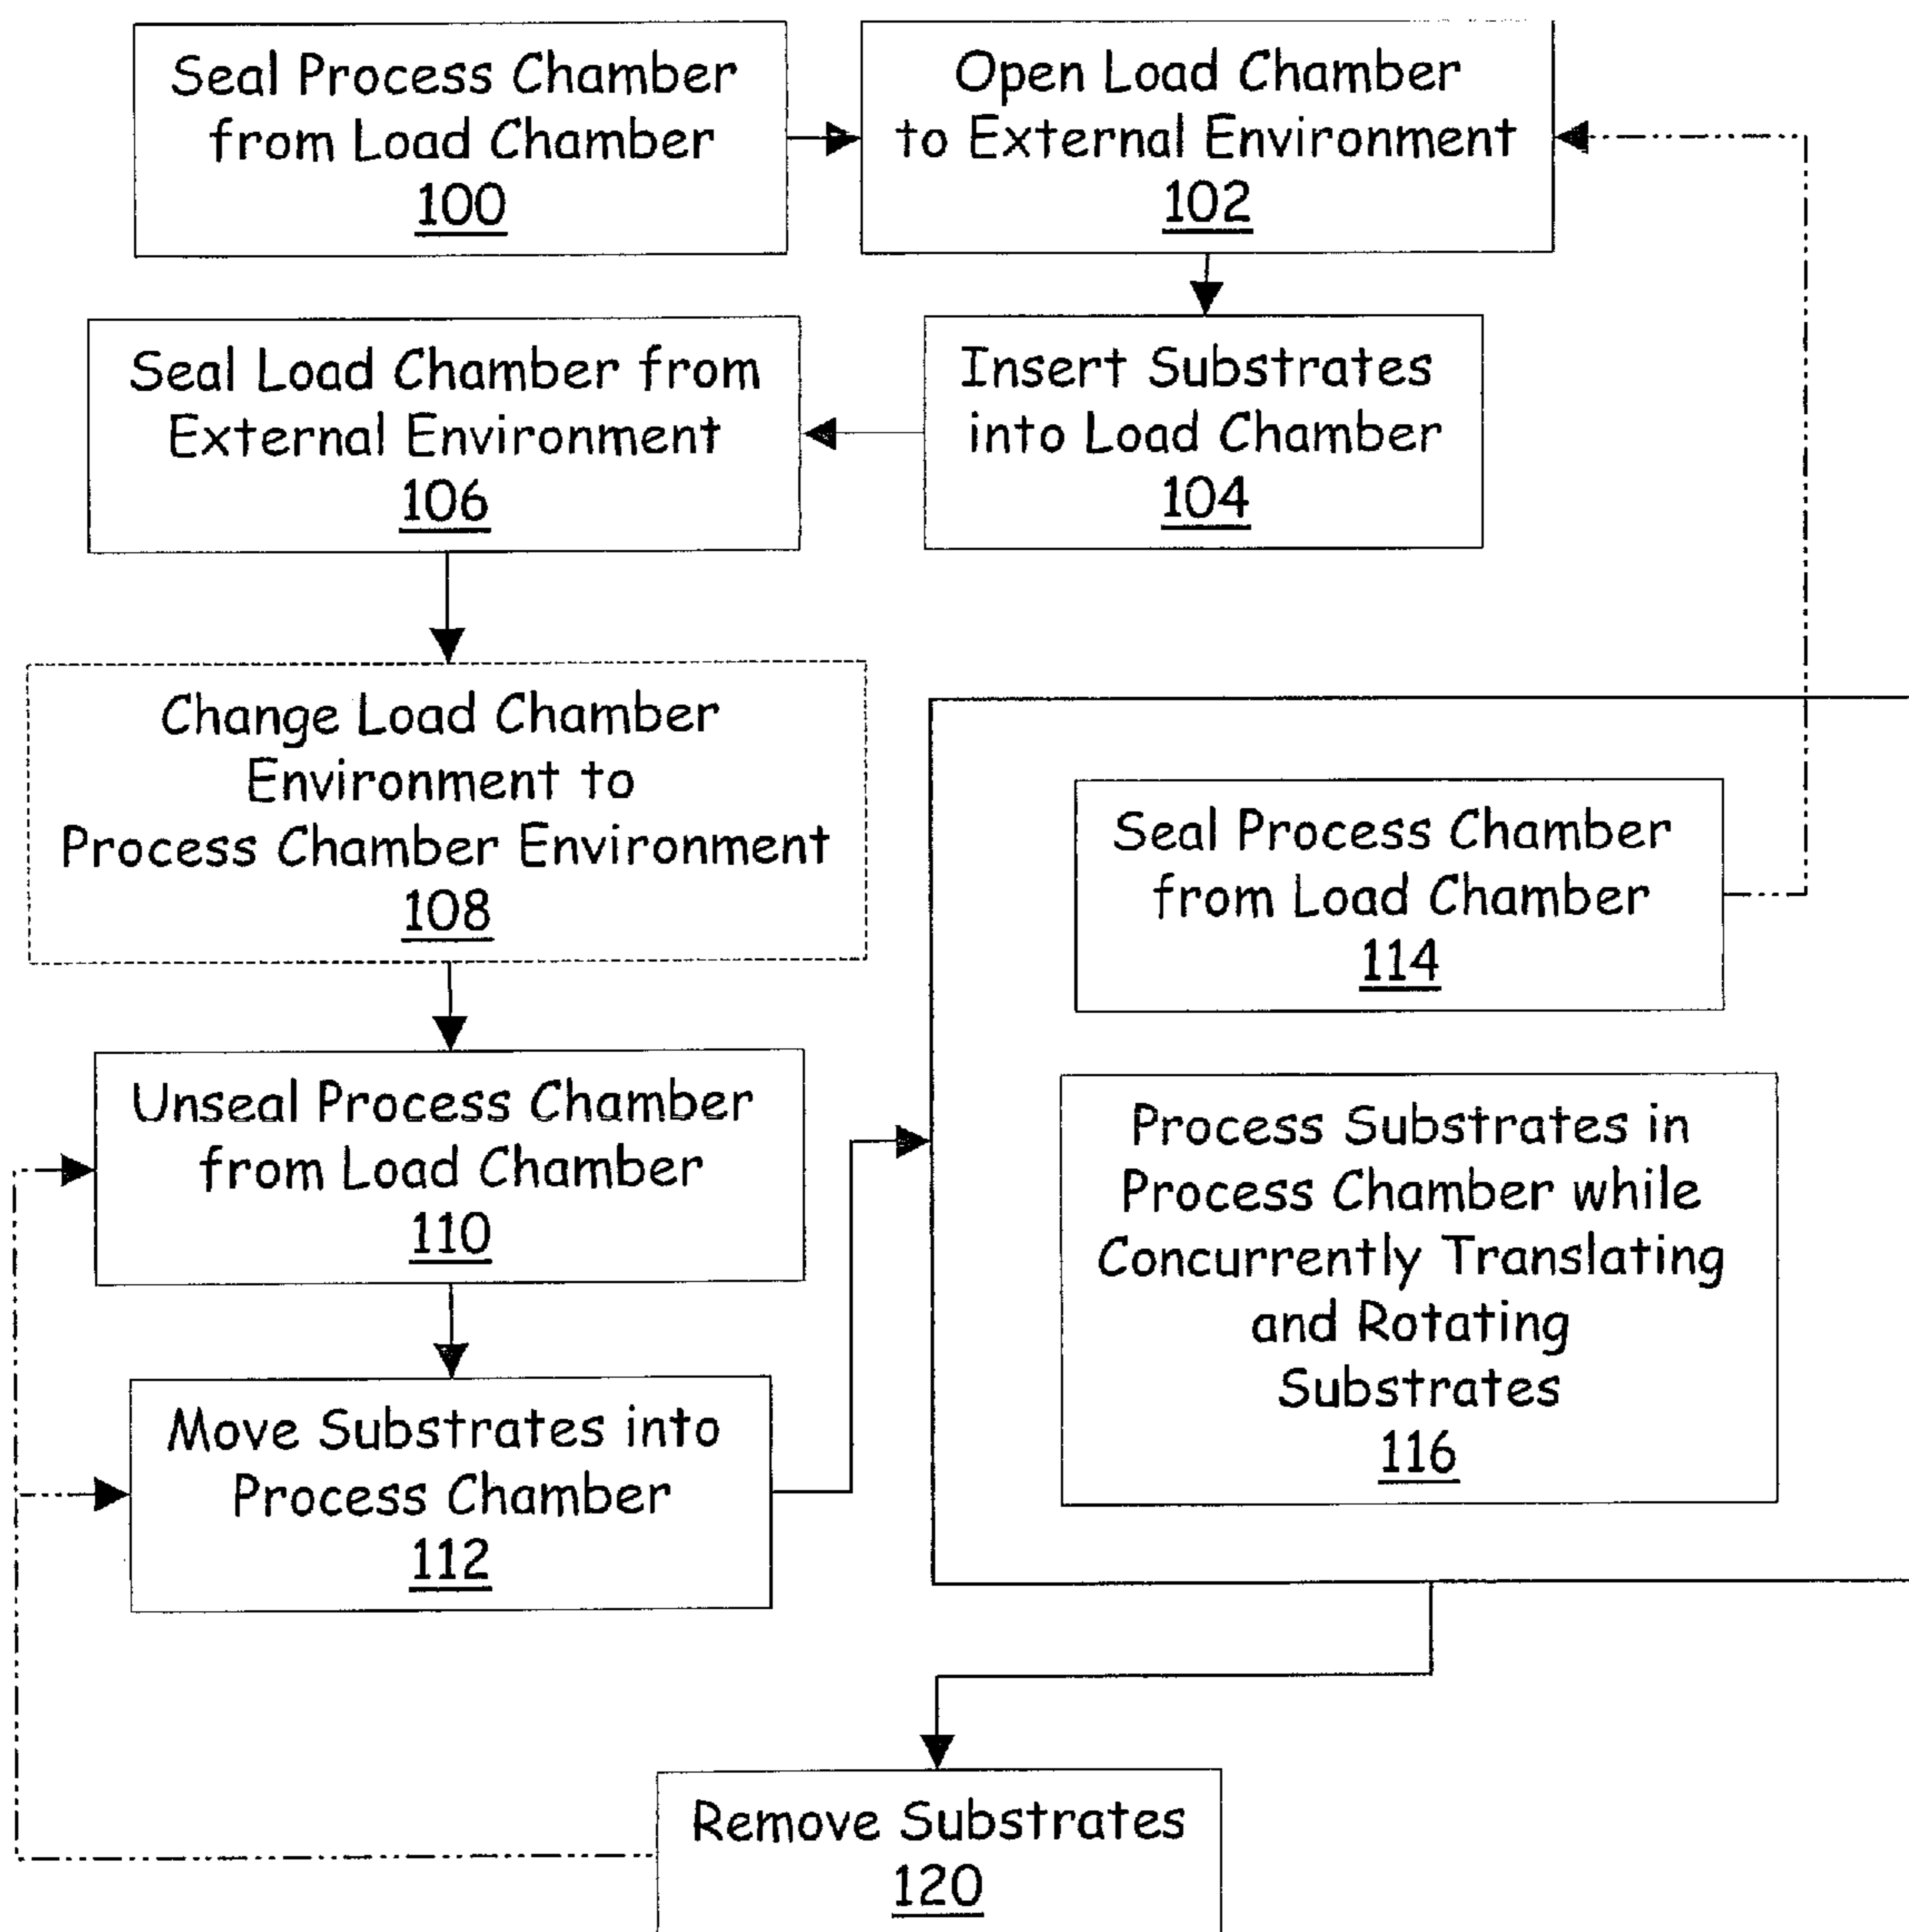 Seal Process Chamber
from Load Chamber
100
Open Load Chamber
to External Environment
102
Insert Substrates
into Load Chamber
104
Seal Load Chamber from
External Environment
106
Change Load Chamber
Environment to
Process Chamber Environment
108
Unseal Process Chamber
from Load Chamber
110
Move Substrates into
Process Chamber
112
Seal Process Chamber
from Load Chamber
114
Process Substrates in
Process Chamber while
Concurrently Translating
and Rotating
Substrates
116
Remove Substrates
120